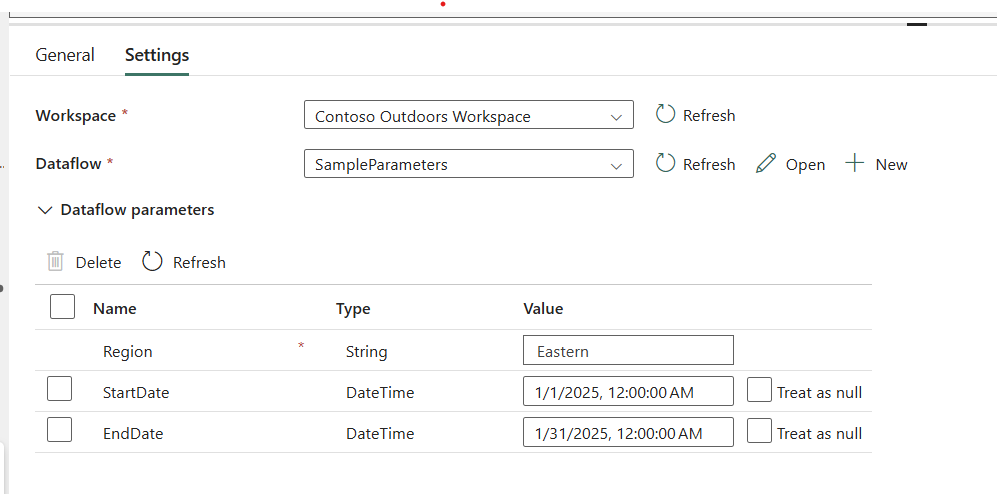 General Settings
Workspace * Contoso Outdoors Workspace Refresh
Dataflow * SampleParameters Refresh Open New
Dataflow parameters
Delete Refresh
Name Type Value
Region * String Eastern
StartDate DateTime 1/1/2025, 12:00:00 AM Treat as null
EndDate DateTime 1/31/2025, 12:00:00 AM Treat as null